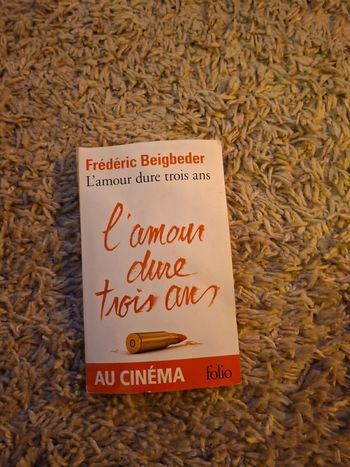 Frédéric Beigbeder
L'amour dure trois ans
l'amour
dure
trois ans
AU CINÉMA folio